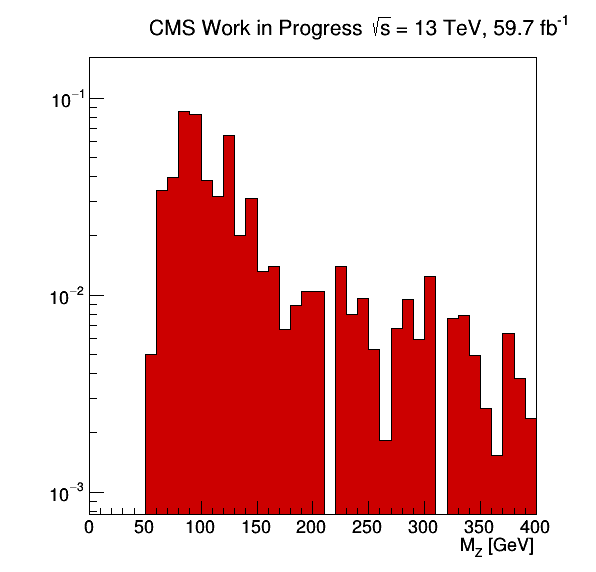 CMS Work in Progress √s = 13 TeV, 59.7 fb⁻¹
10⁻¹
10⁻²
10⁻³
0 50 100 150 200 250 300 350 400
M_Z [GeV]